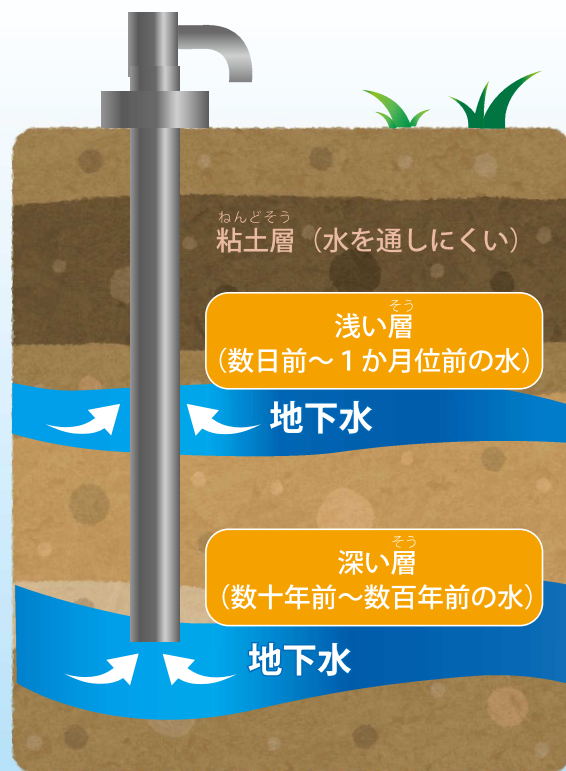 ねんどそう
粘土層（水を通しにくい）
そう
浅い層
（数日前～１か月位前の水）
地下水
そう
深い層
（数十年前～数百年前の水）
地下水